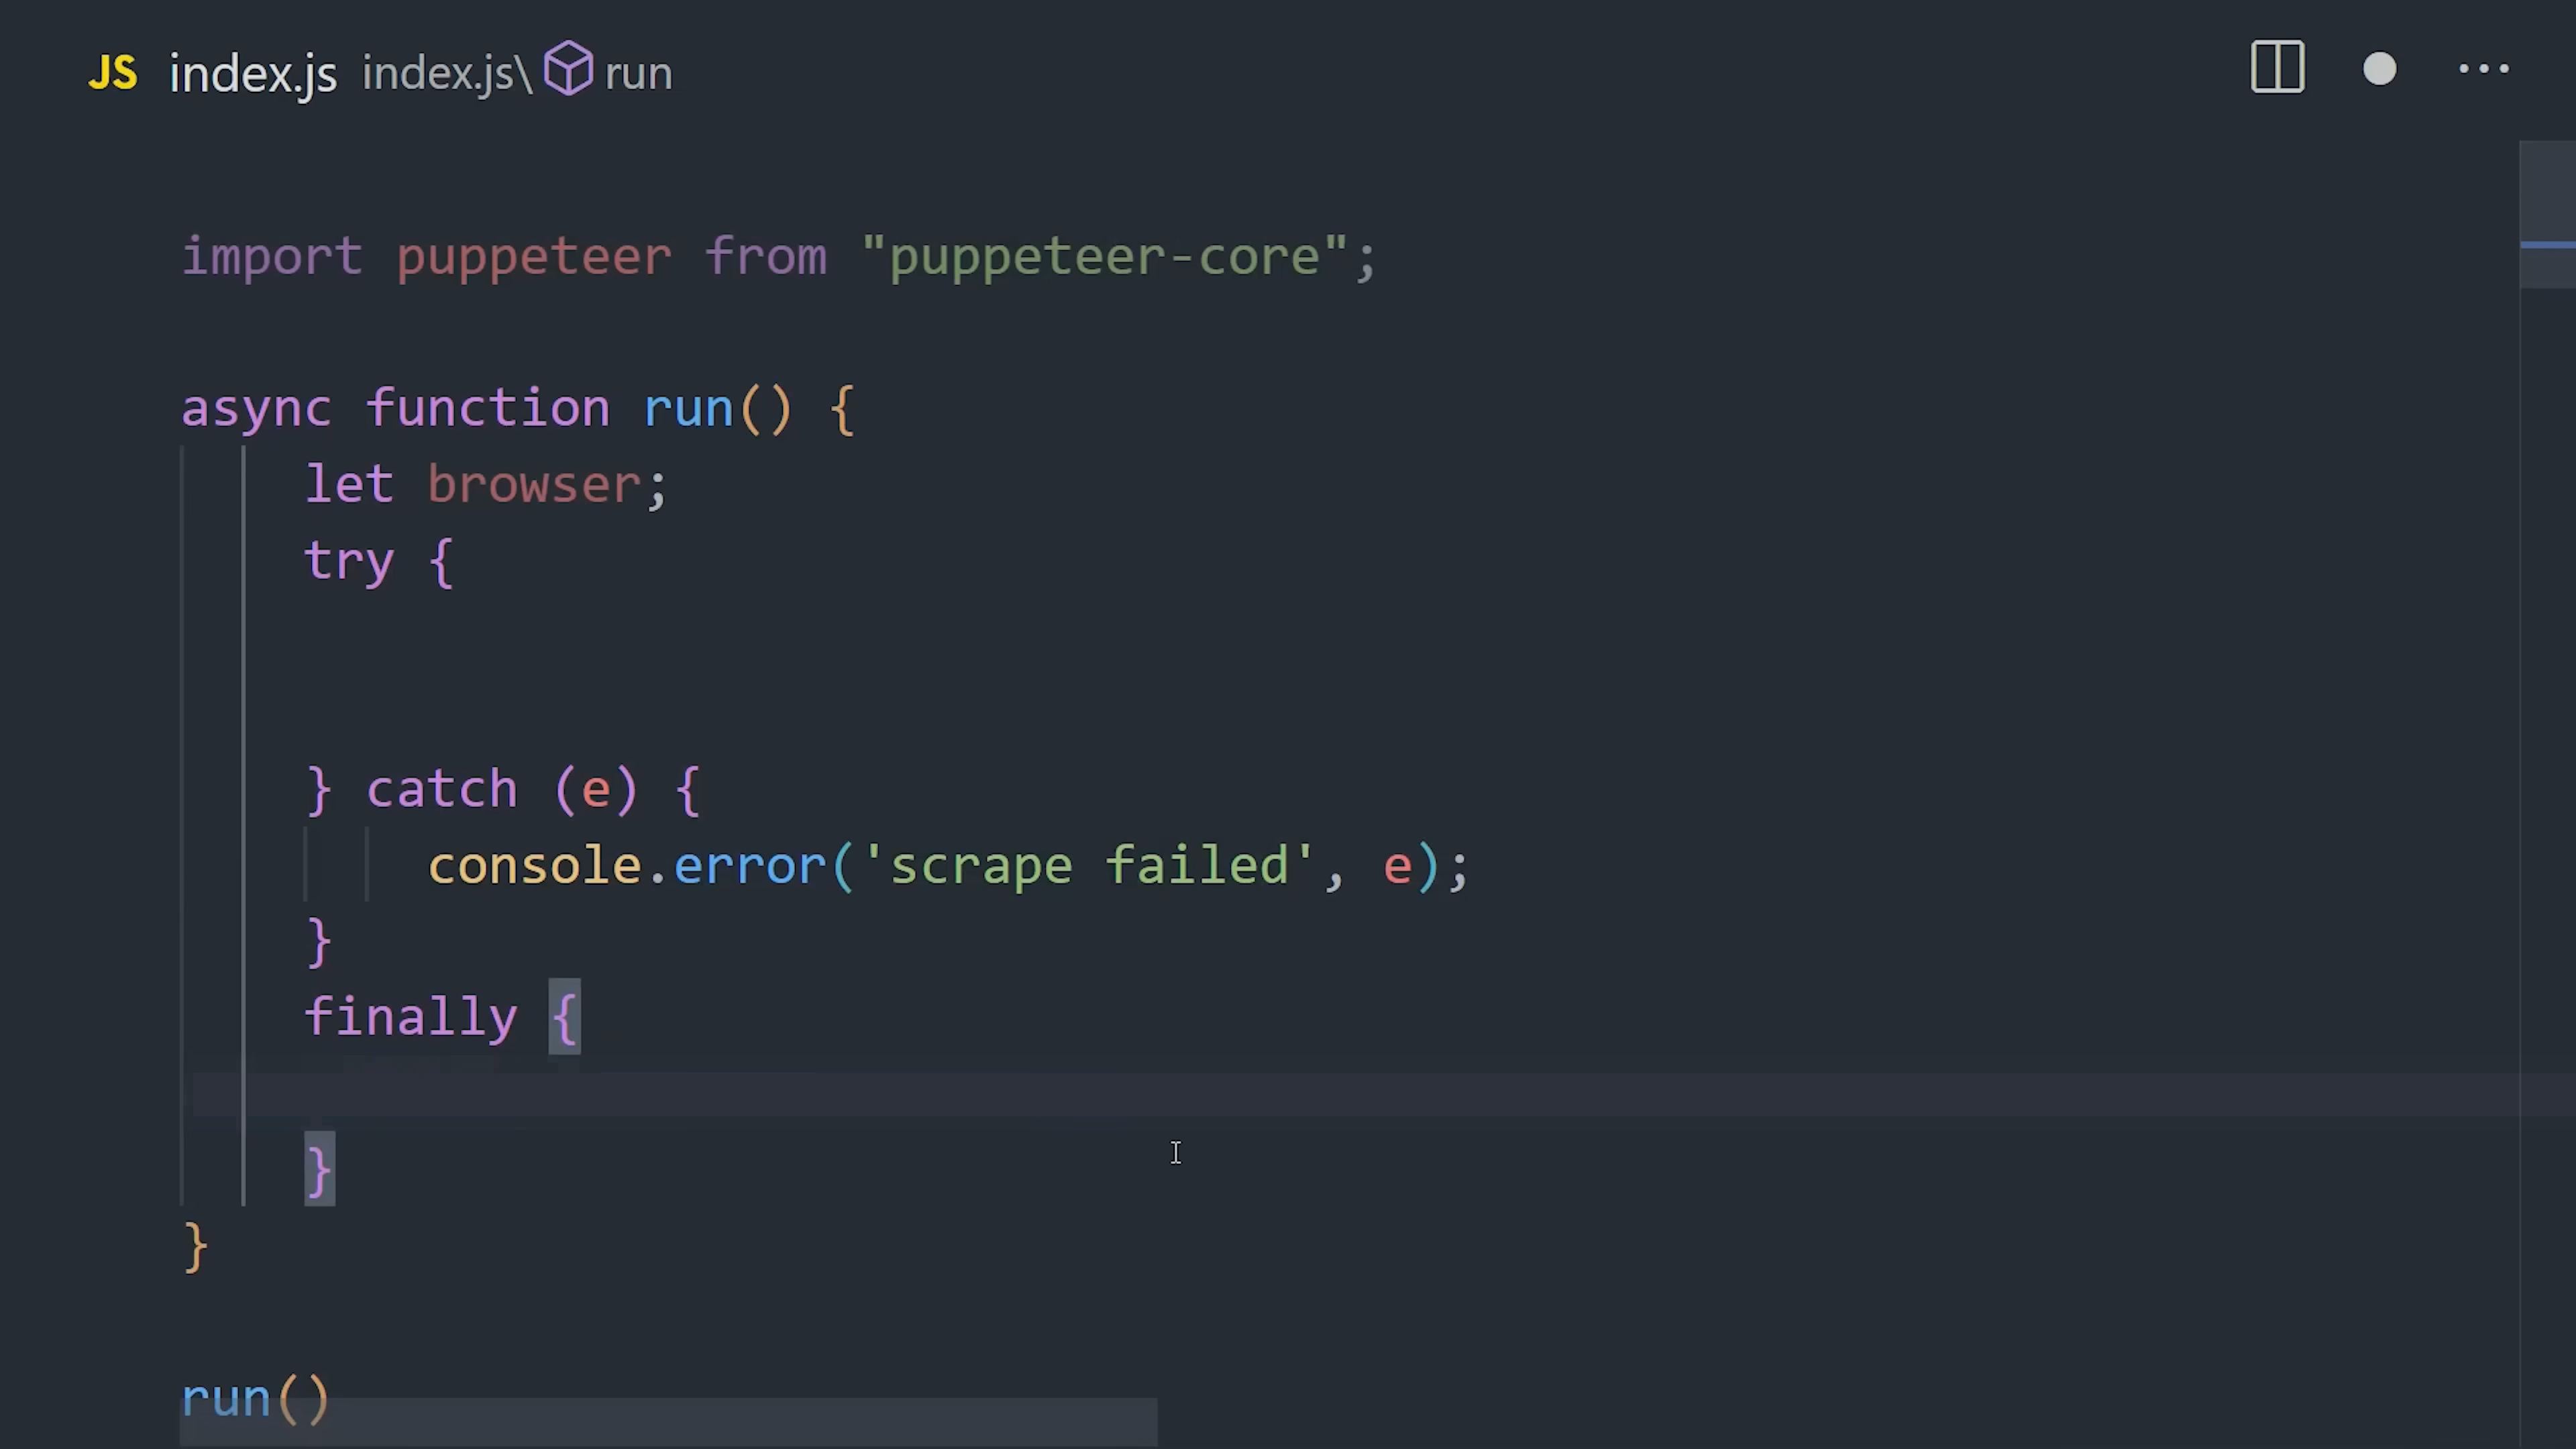 JS index.js index.js\ run
import puppeteer from "puppeteer-core";
async function run() {
let browser;
try {
} catch (e) {
console.error('scrape failed', e);
}
finally {
}
}
run()